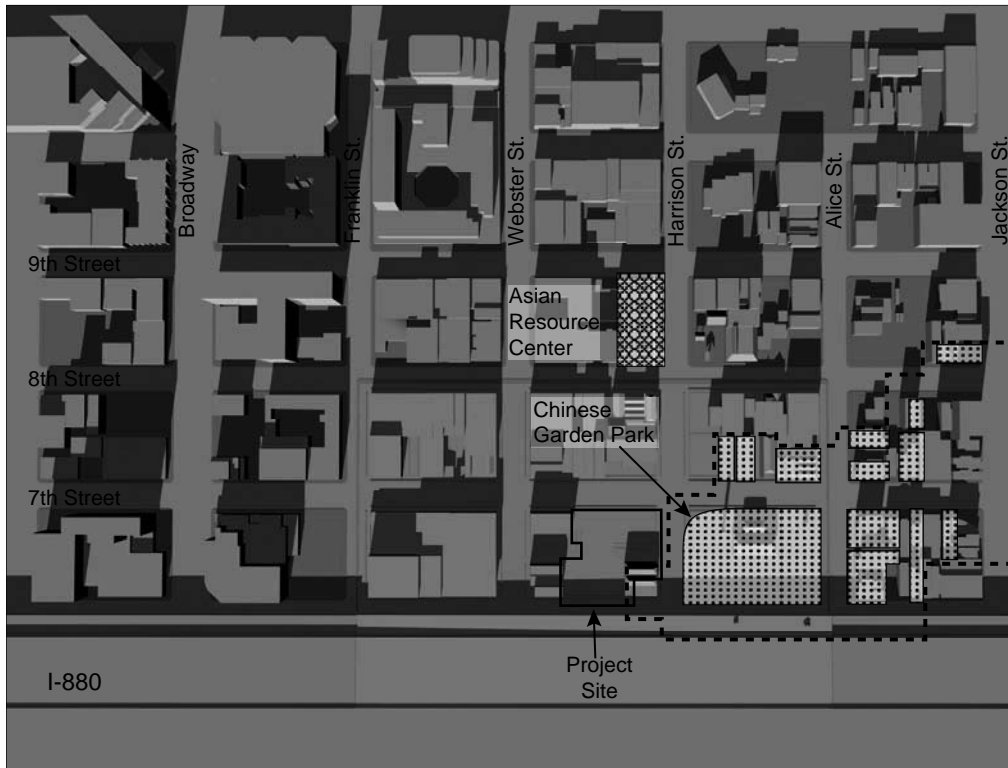 Broadway
Franklin St.
Webster St.
Harrison St.
Alice St.
Jackson St.
9th Street
Asian
Resource
Center
8th Street
Chinese
Garden Park
7th Street
Project
Site
I-880